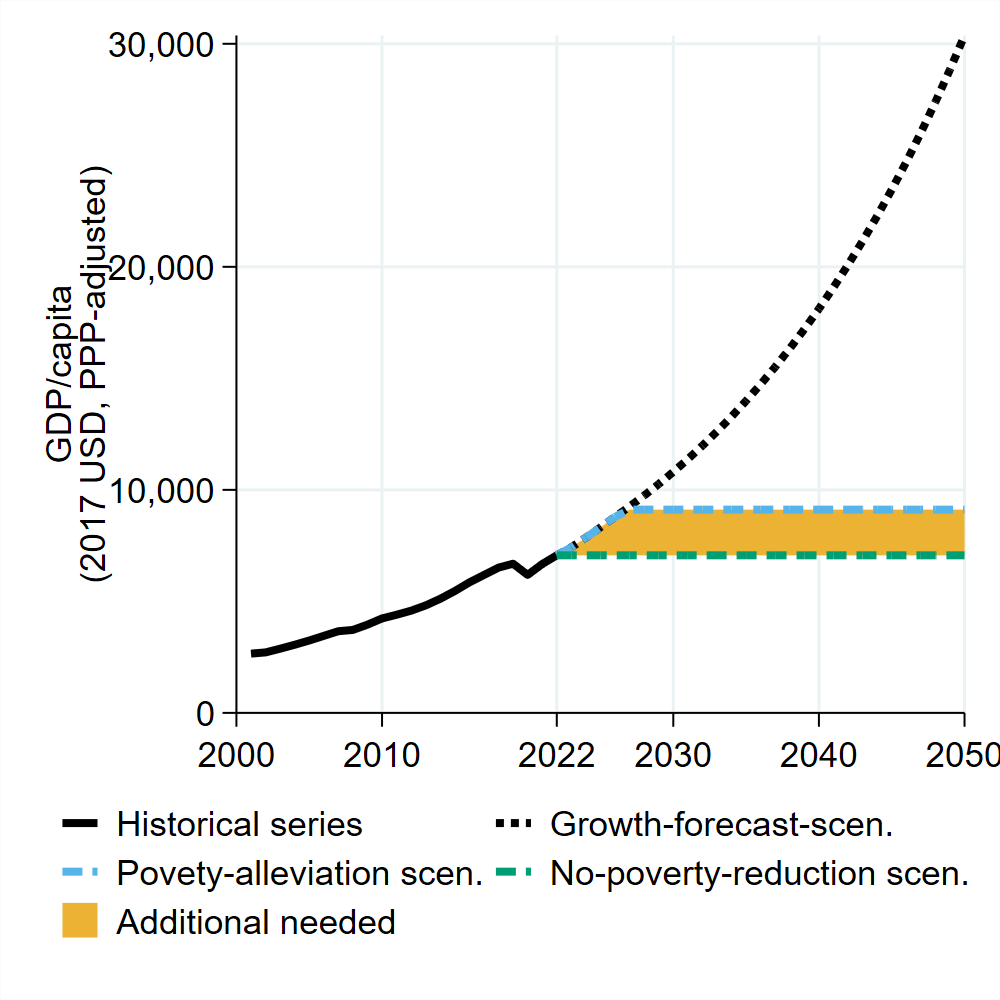 30,000
20,000
10,000
0
GDP/capita
(2017 USD, PPP-adjusted)
2000 2010 2022 2030 2040 2050
Historical series
Growth-forecast-scen.
Povety-alleviation scen.
No-poverty-reduction scen.
Additional needed